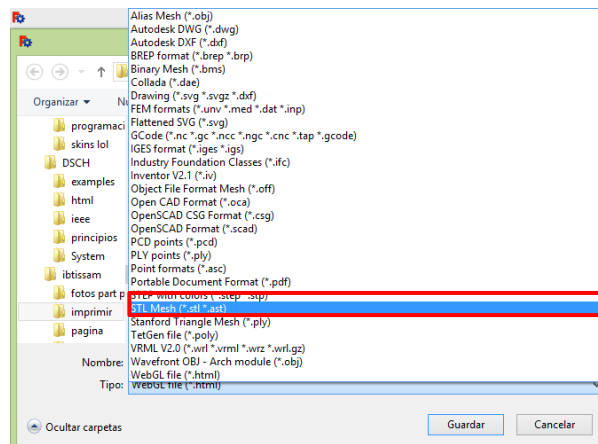 Alias Mesh (*.obj)
Autodesk DWG (*.dwg)
Autodesk DXF (*.dxf)
BREP format (*.brep *.brp)
Binary Mesh (*.bms)
Collada (*.dae)
Drawing (*.svg *.svgz *.dxf)
FEM formats (*.unv *.med *.dat *.inp)
Flattened SVG (*.svg)
GCode (*.nc *.gc *.ncc *.ngc *.cnc *.tap *.gcode)
IGES format (*.iges *.igs)
Industry Foundation Classes (*.ifc)
Inventor V2.1 (*.iv)
Object File Format Mesh (*.off)
Open CAD Format (*.oca)
OpenSCAD CSG Format (*.csg)
OpenSCAD Format (*.scad)
PCD points (*.pcd)
PLY points (*.ply)
Point formats (*.asc)
Portable Document Format (*.pdf)
STEP with colors (*.step *.stp)
STL Mesh (*.stl *.ast)
Stanford Triangle Mesh (*.ply)
TetGen file (*.poly)
VRML V2.0 (*.wrl *.vrml *.wrz *.wrl.gz)
Wavefront OBJ - Arch module (*.obj)
WebGL file (*.html)
Organizar
Nu
programaci
skins lol
DSCH
examples
html
ieee
principios
System
ibtissam
fotos part p
imprimir
pagina
Nombre:
Tipo: WebGL file (*.html)
Ocultar carpetas
Guardar
Cancelar